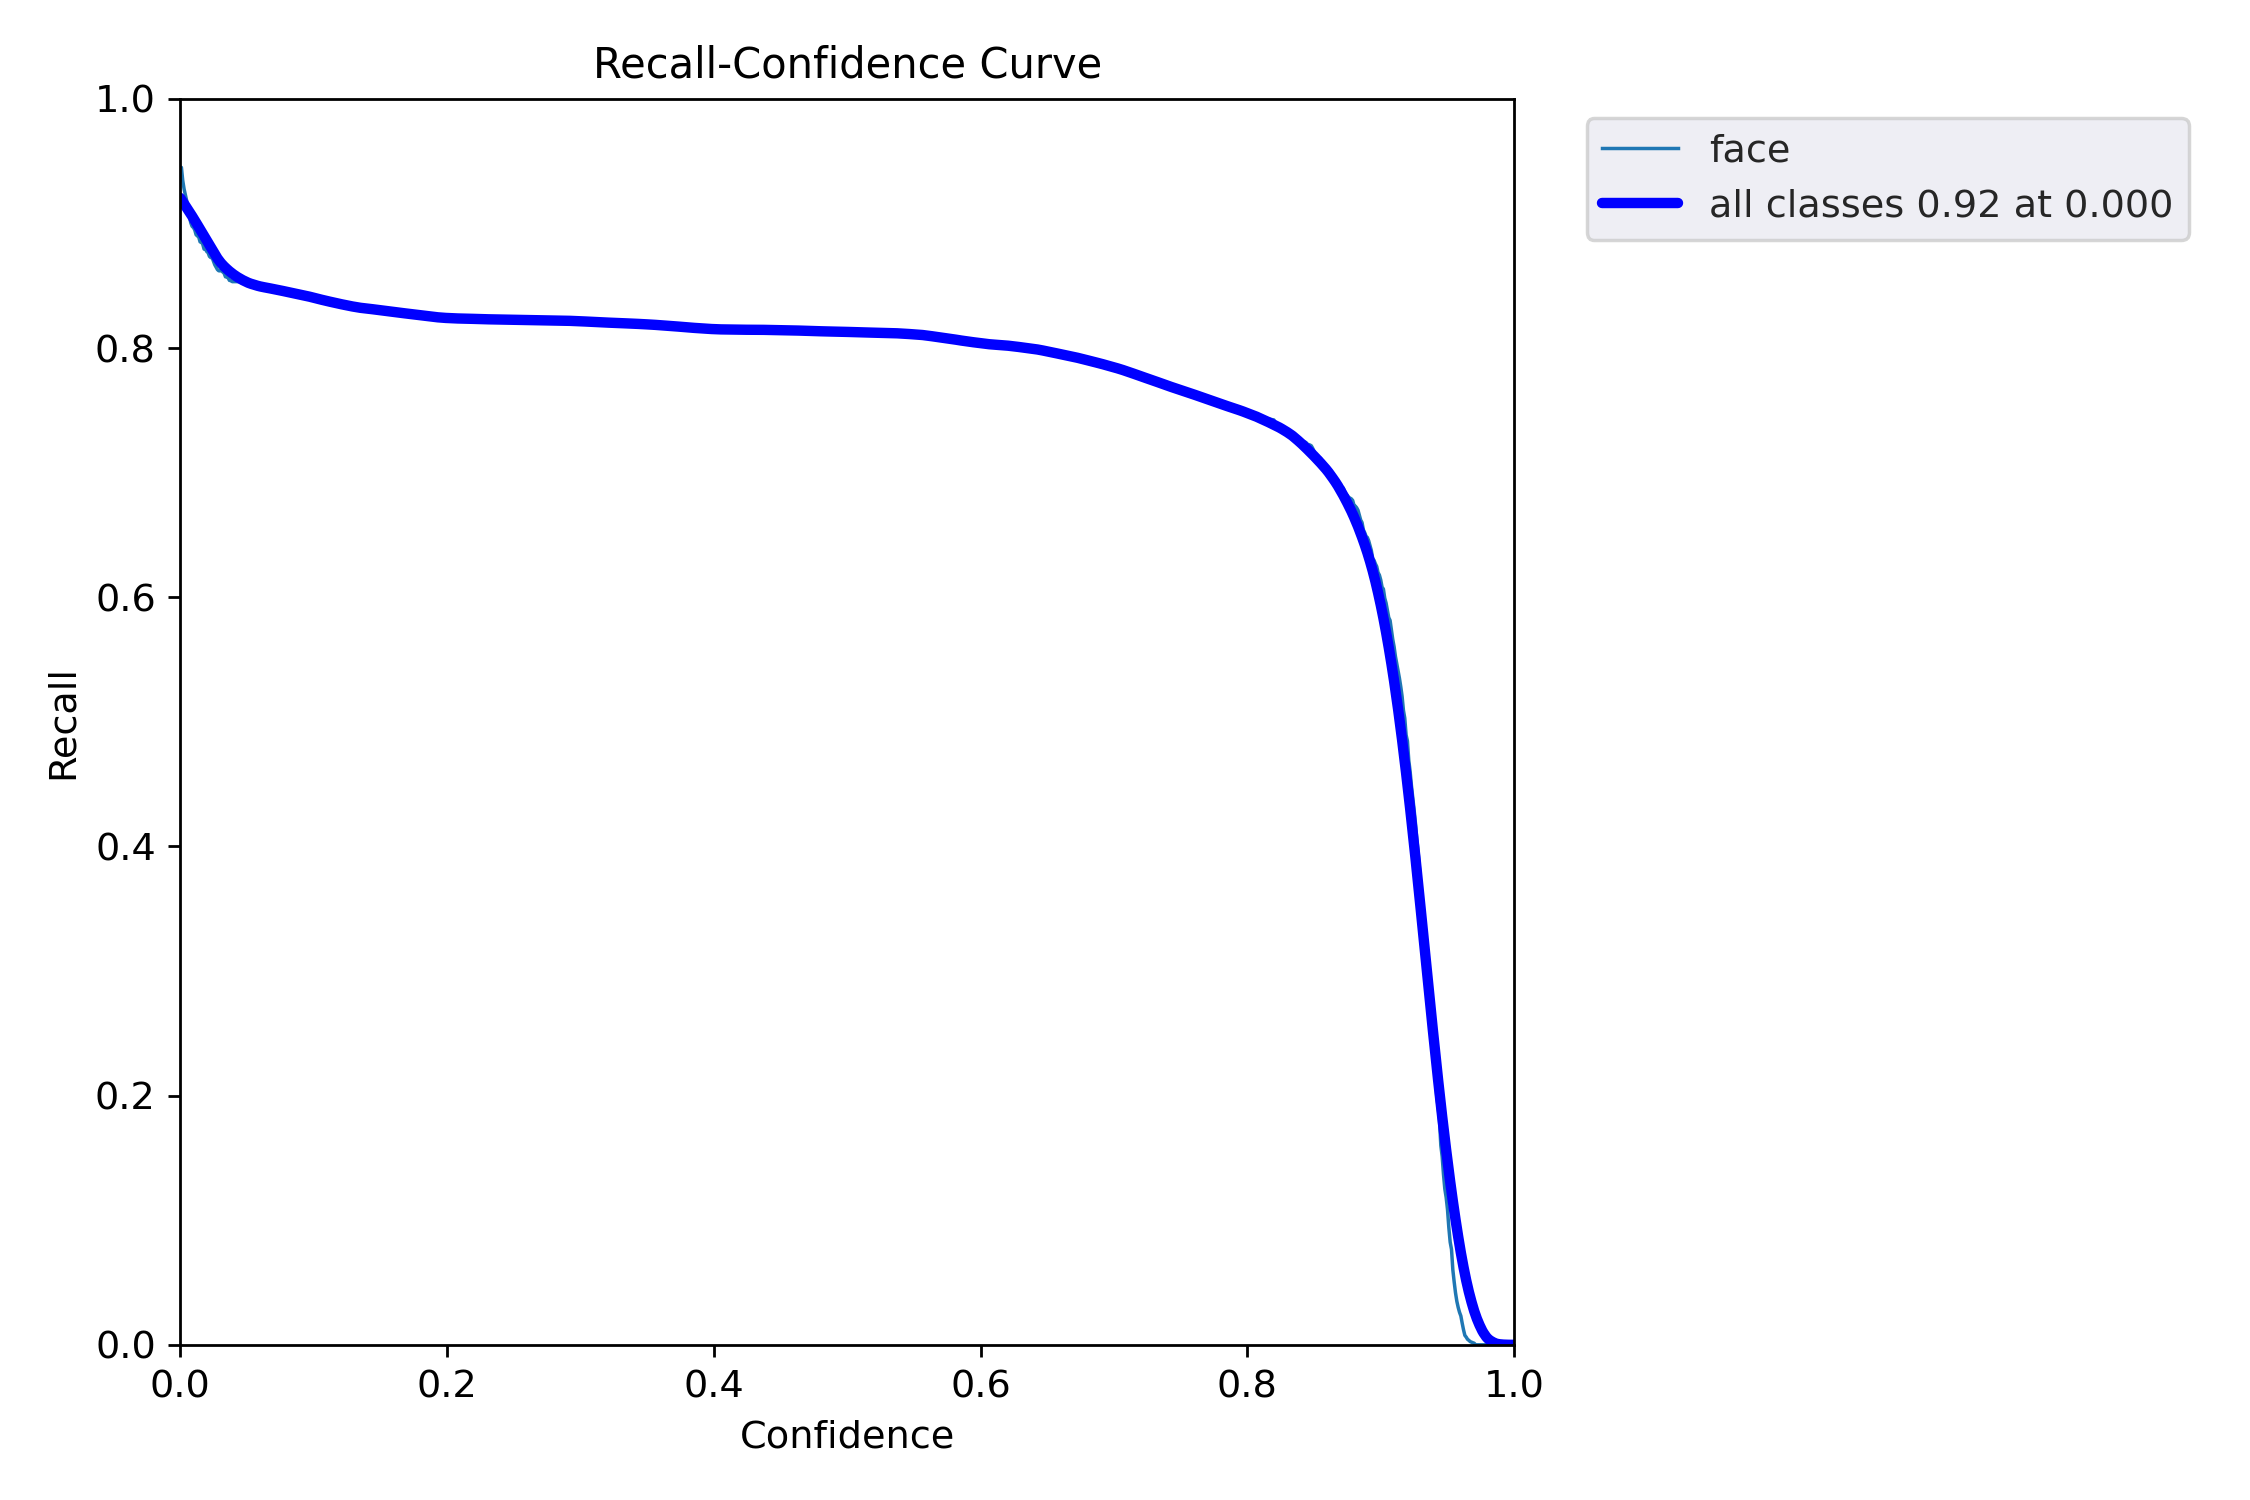 Recall-Confidence Curve
1.0
0.8
0.6
0.4
0.2
0.0
Recall
0.0 0.2 0.4 0.6 0.8 1.0
Confidence
face
all classes 0.92 at 0.000